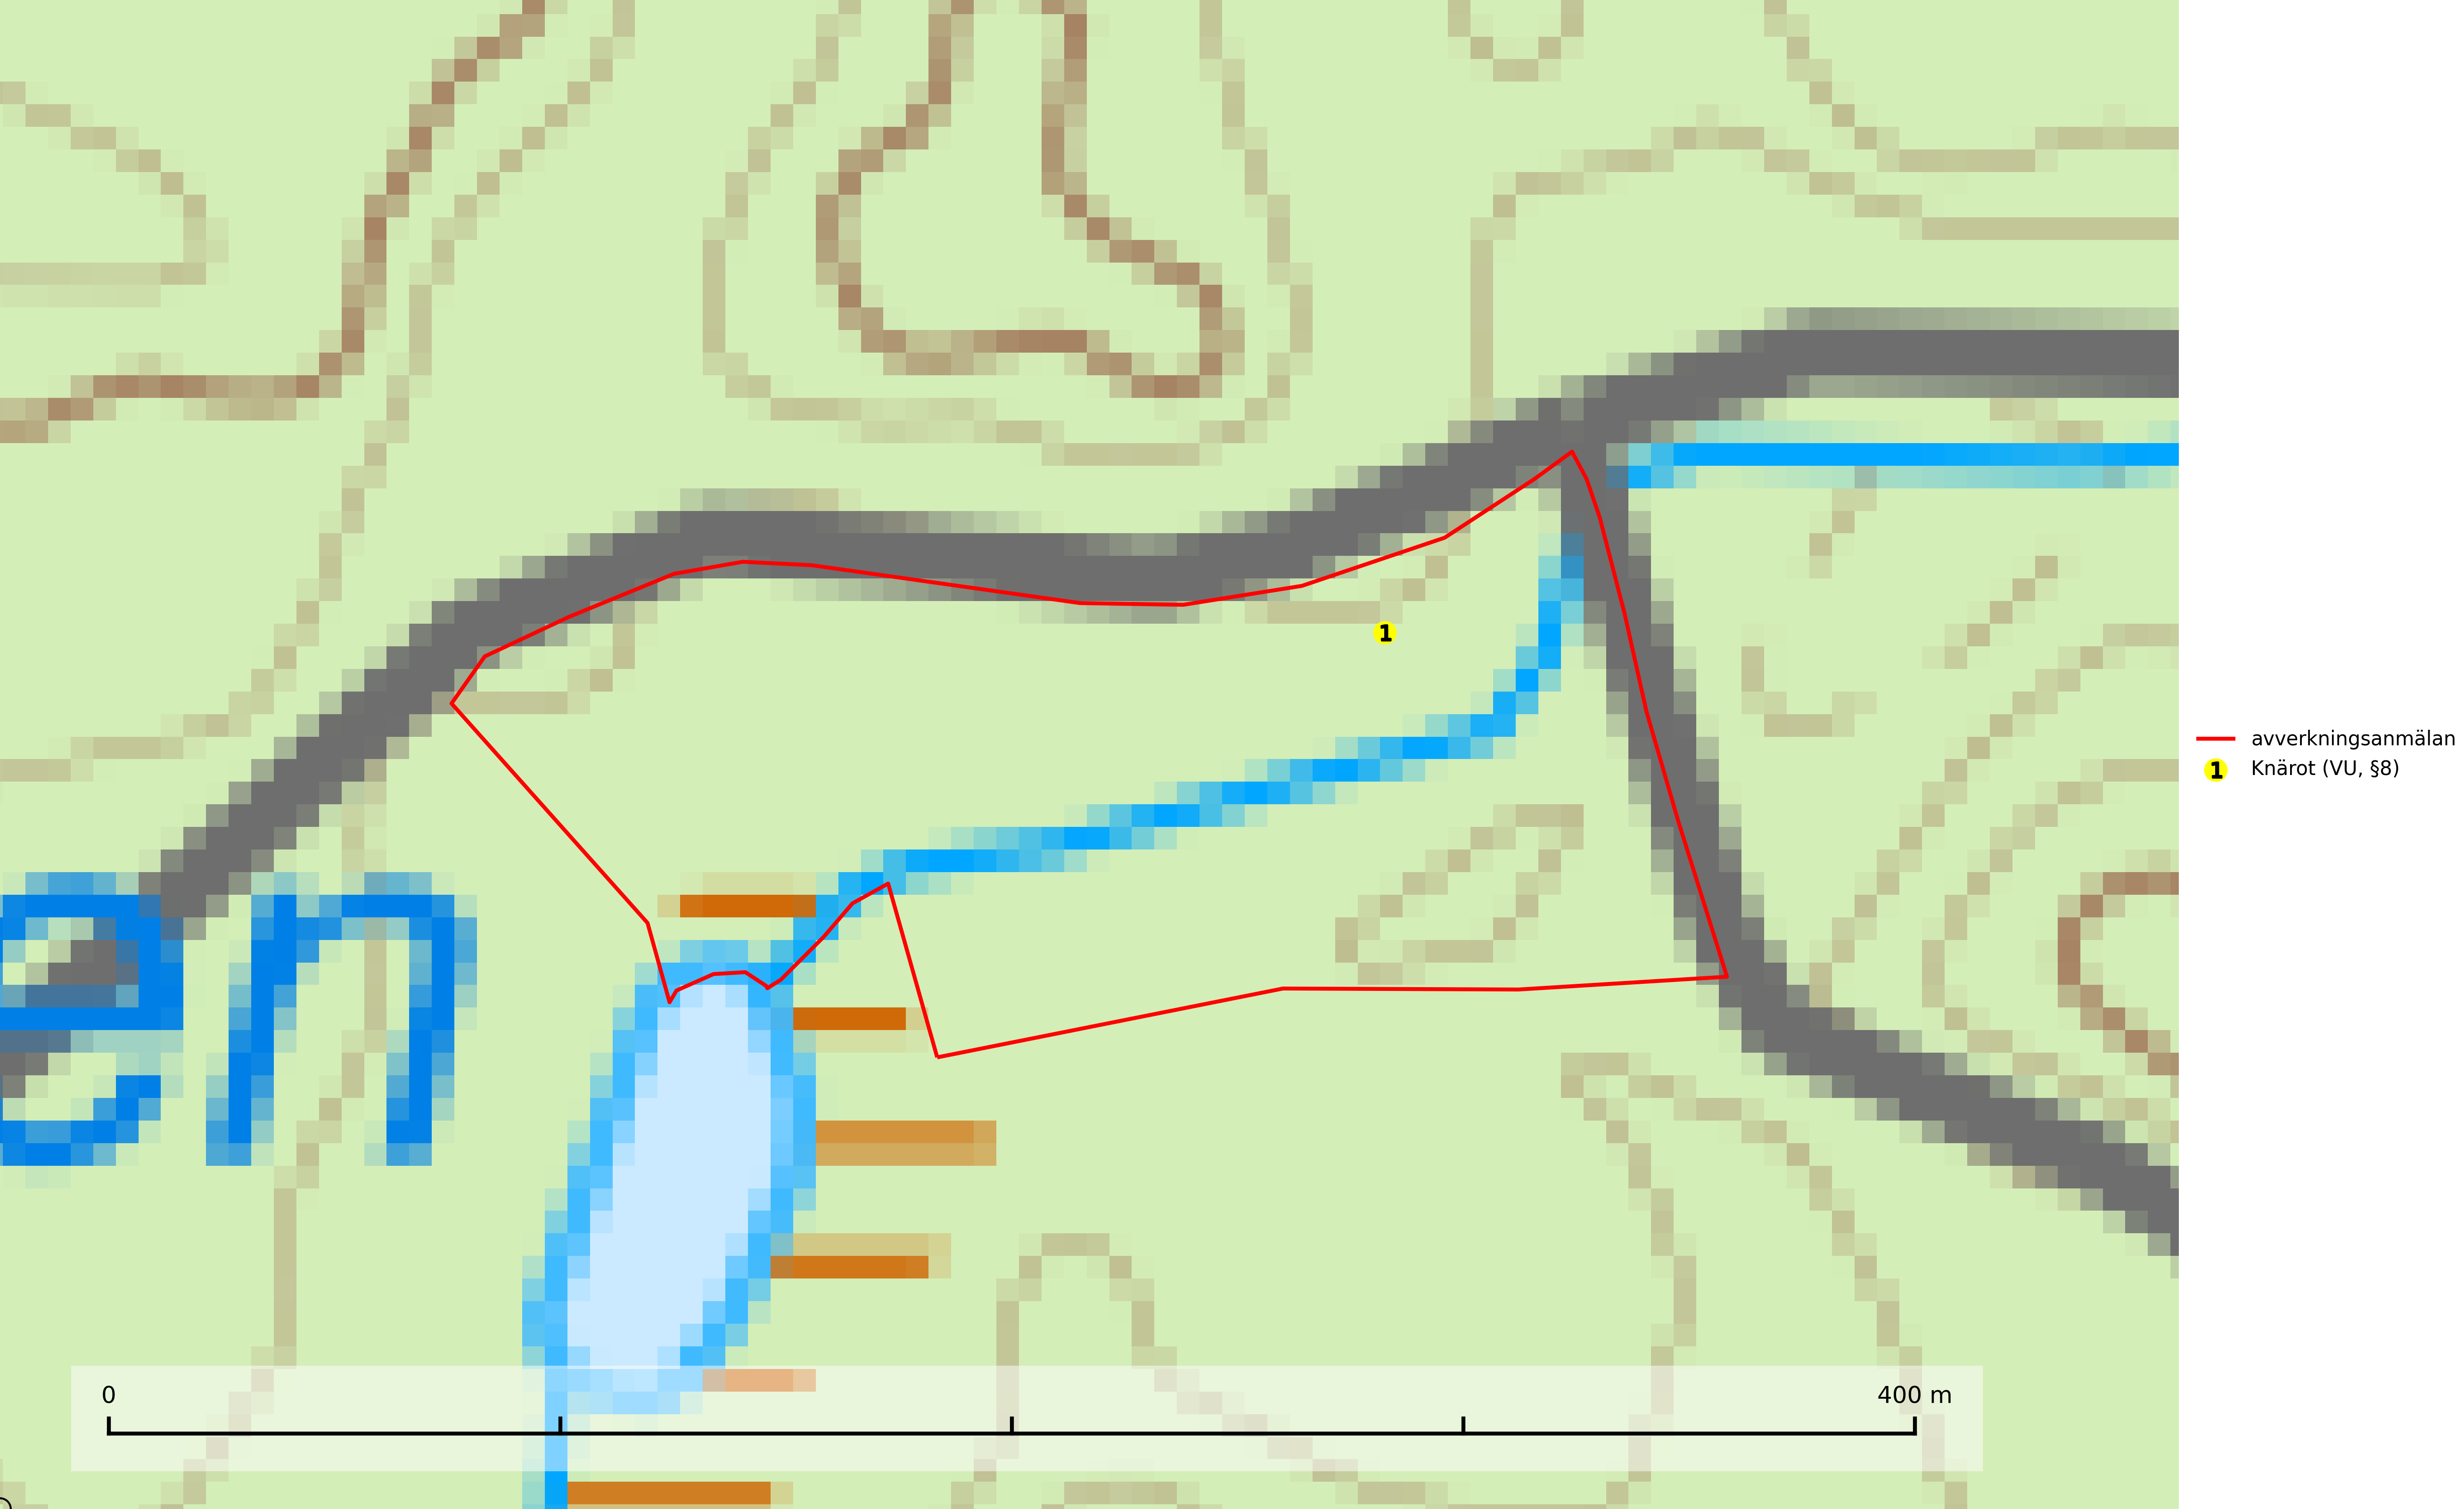 1
avverkningsanmälan
1 Knärot (VU, §8)
0 400 m